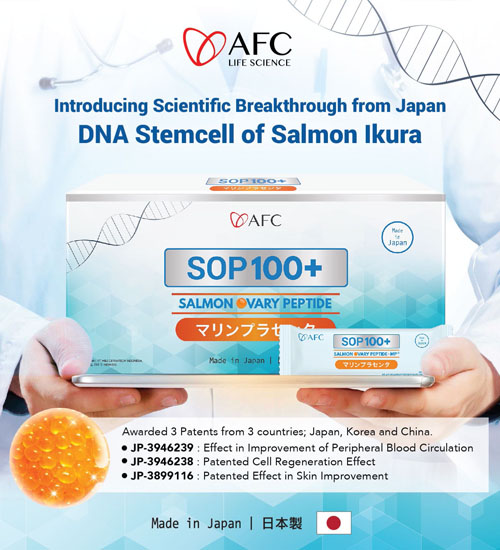 AFC
LIFE SCIENCE
Introducing Scientific Breakthrough from Japan
DNA Stemcell of Salmon Ikura
SOP100+
AFC
Made in Japan
SOP100+
SALMON OVARY PEPTIDE
マリンプラセンタ
Made in Japan |
AFC
SOP100+
SALMON OVARY PEPTIDE
マリンプラセンタ
Awarded 3 Patents from 3 countries; Japan, Korea and China.
• JP-3946239 : Effect in Improvement of Peripheral Blood Circulation
• JP-3946238 : Patented Cell Regeneration Effect
• JP-3899116 : Patented Effect in Skin Improvement
Made in Japan | 日本製